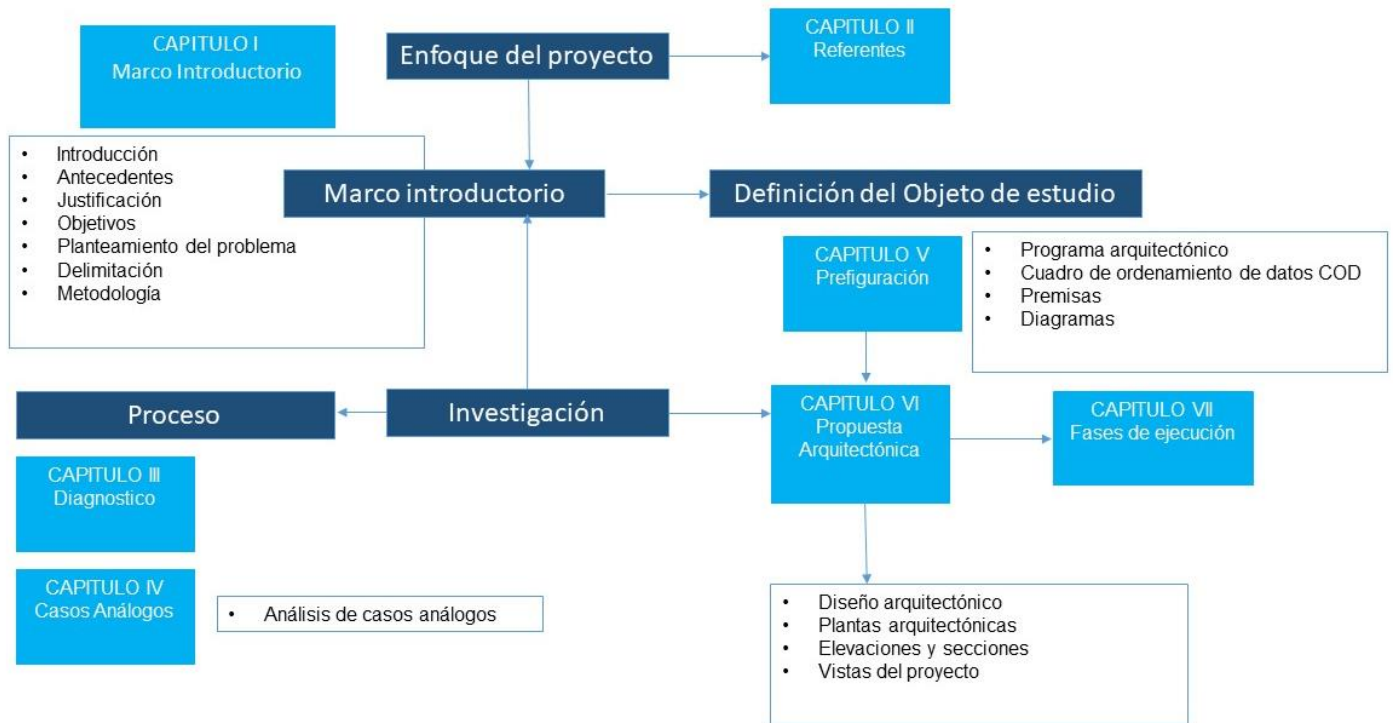 CAPITULO I
Marco Introductorio
Enfoque del proyecto
CAPITULO II
Referentes
• Introducción
• Antecedentes
• Justificación
• Objetivos
• Planteamiento del problema
• Delimitación
• Metodología
Marco introductorio
Definición del Objeto de estudio
CAPITULO V
Prefiguración
• Programa arquitectónico
• Cuadro de ordenamiento de datos COD
• Premisas
• Diagramas
Proceso
Investigación
CAPITULO VI
Propuesta
Arquitectónica
CAPITULO VII
Fases de ejecución
CAPITULO III
Diagnostico
CAPITULO IV
Casos Análogos
• Análisis de casos análogos
• Diseño arquitectónico
• Plantas arquitectónicas
• Elevaciones y secciones
• Vistas del proyecto